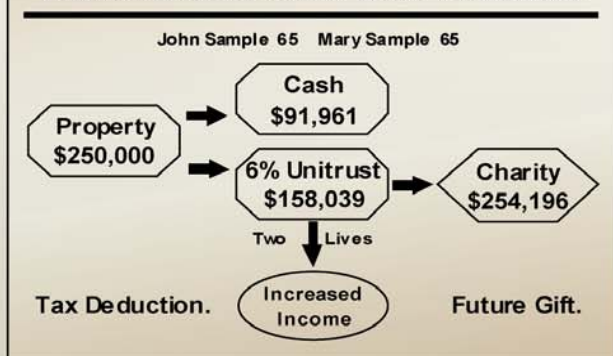 John Sample 65 Mary Sample 65
Cash
$91,961
Property
$250,000
6% Unitrust
$158,039
Charity
$254,196
Two Lives
Increased
Income
Tax Deduction.
Future Gift.